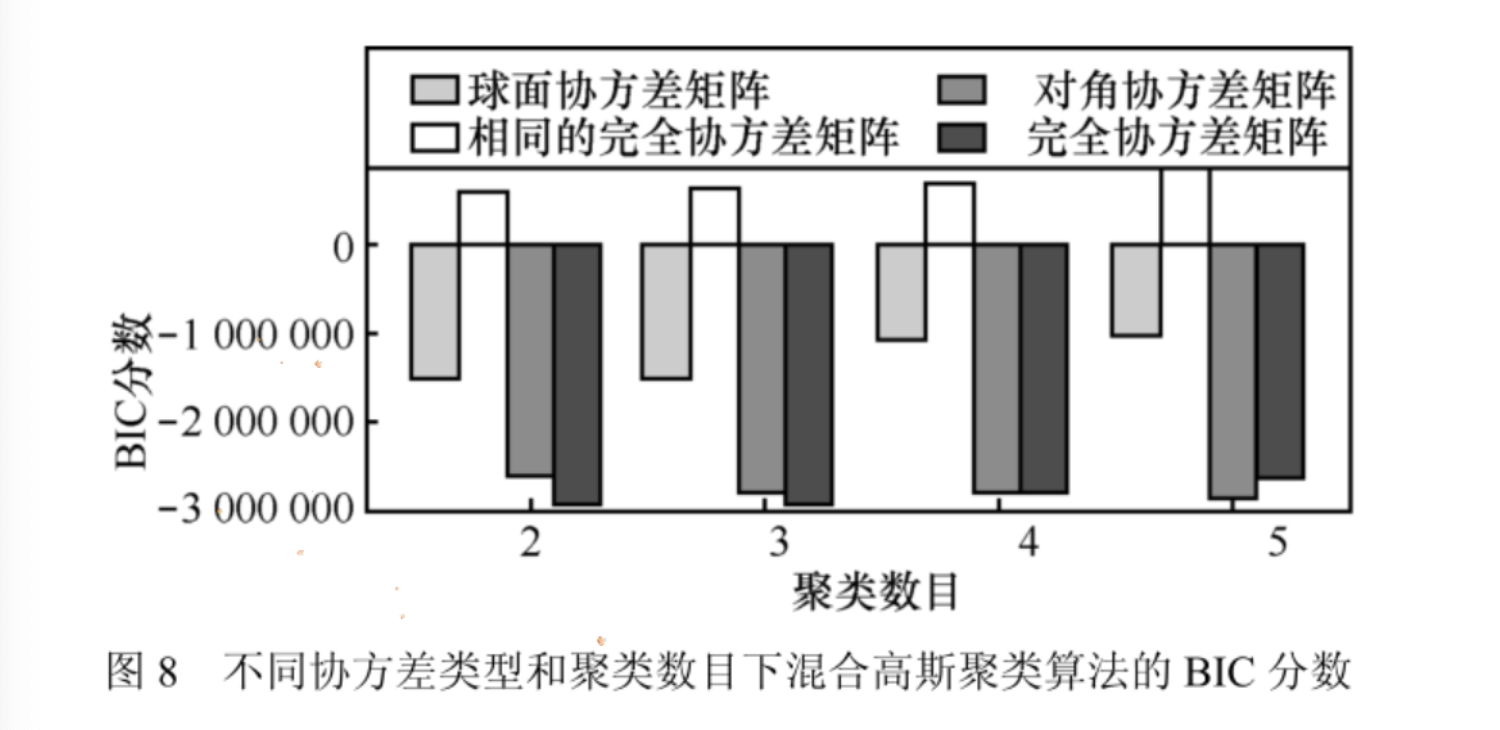 球面协方差矩阵 对角协方差矩阵
相同的完全协方差矩阵 完全协方差矩阵
0
-1 000 000
-2 000 000
-3 000 000
BIC分数
2 3 4 5
聚类数目
图 8 不同协方差类型和聚类数目下混合高斯聚类算法的 BIC 分数